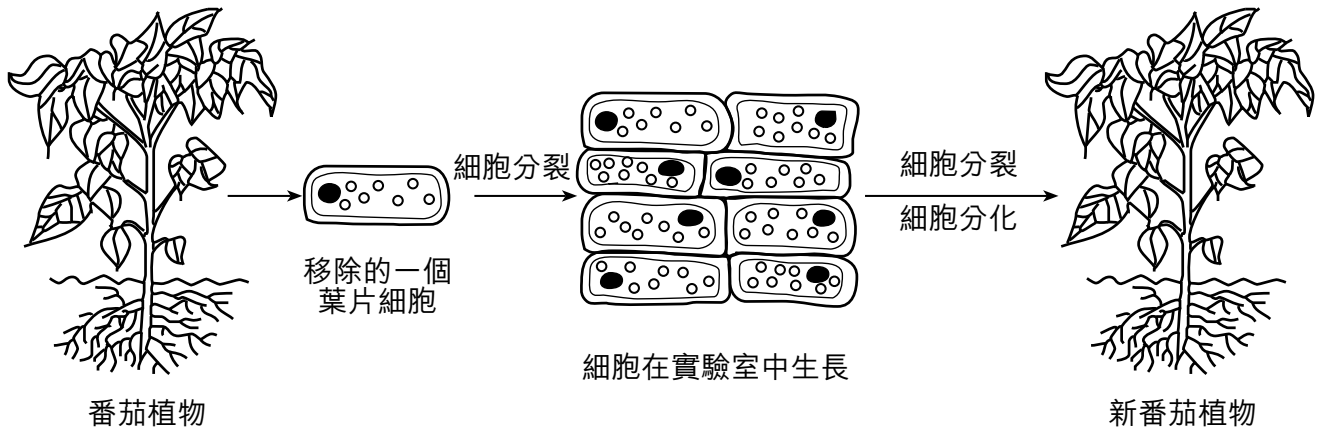 番茄植物
移除的一個
葉片細胞
細胞分裂
細胞在實驗室中生長
細胞分裂
細胞分化
新番茄植物